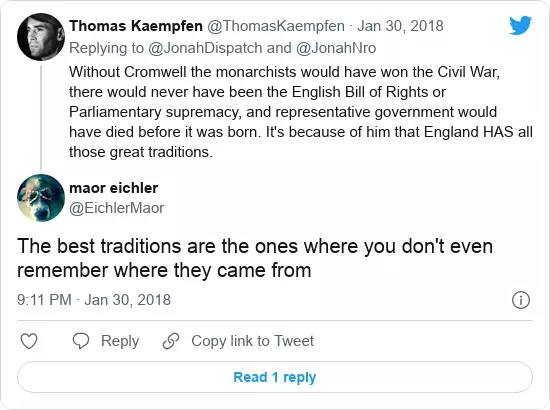 Thomas Kaempfen @ThomasKaempfen · Jan 30, 2018
Replying to @JonahDispatch and @JonahNro
Without Cromwell the monarchists would have won the Civil War,
there would never have been the English Bill of Rights or
Parliamentary supremacy, and representative government would
have died before it was born. It's because of him that England HAS all
those great traditions.
maor eichler
@EichlerMaor
The best traditions are the ones where you don't even
remember where they came from
9:11 PM · Jan 30, 2018
Reply
Copy link to Tweet
Read 1 reply